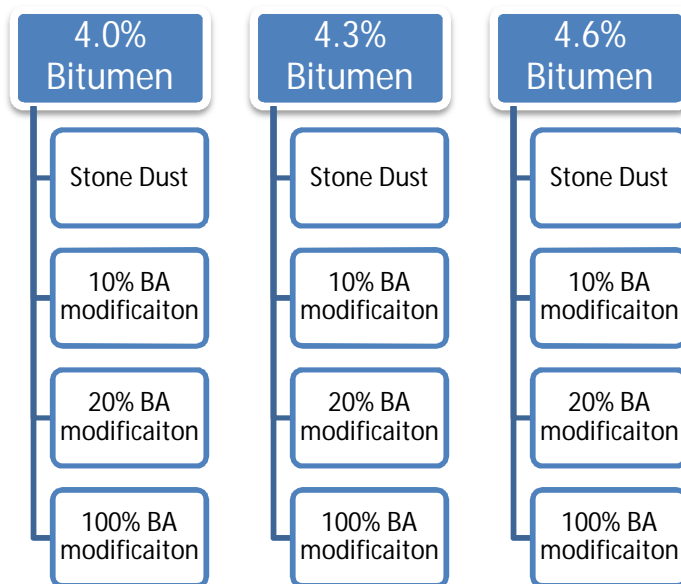 4.0%
Bitumen
Stone Dust
10% BA
modificaiton
20% BA
modificaiton
100% BA
modificaiton
4.3%
Bitumen
Stone Dust
10% BA
modificaiton
20% BA
modificaiton
100% BA
modificaiton
4.6%
Bitumen
Stone Dust
10% BA
modificaiton
20% BA
modificaiton
100% BA
modificaiton